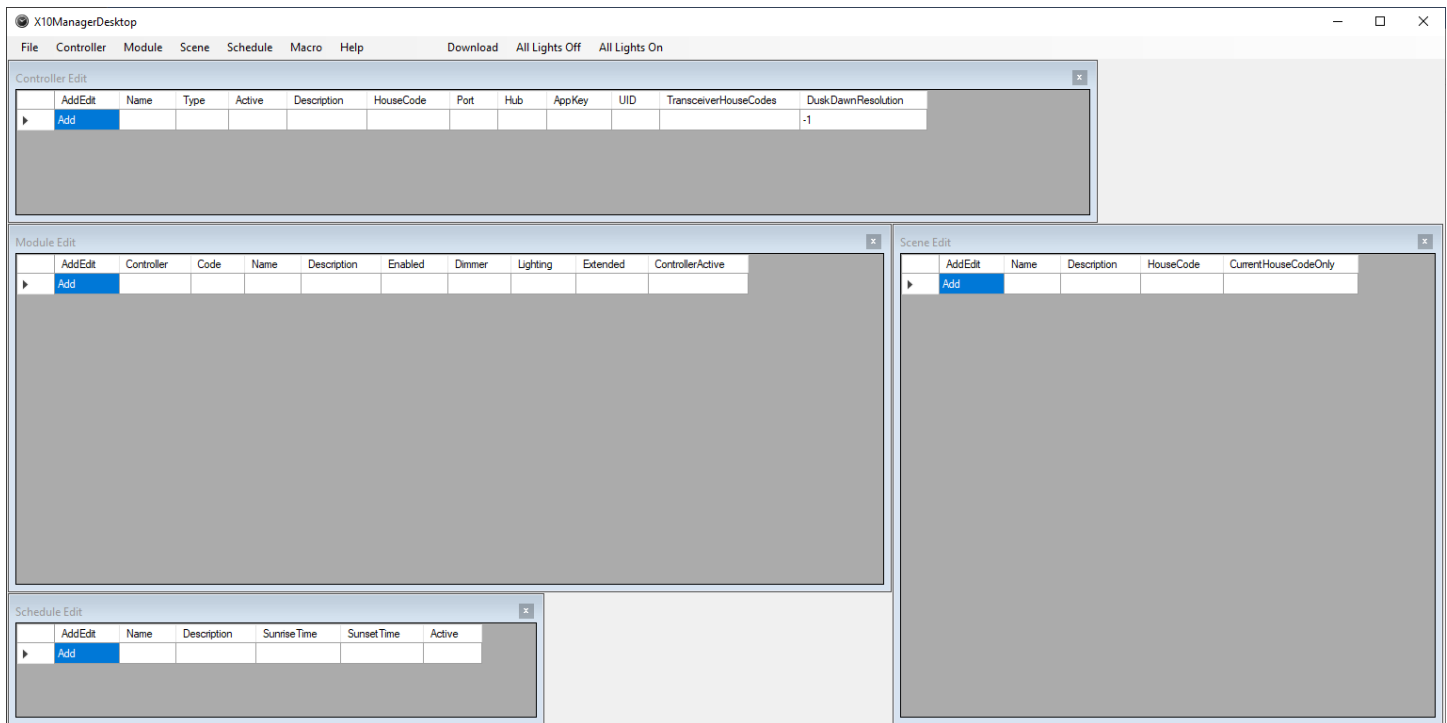 X10ManagerDesktop
File Controller Module Scene Schedule Macro Help Download All Lights Off All Lights On
Controller Edit
AddEdit Name Type Active Description HouseCode Port Hub AppKey UID TransceiverHouseCodes DuskDawnResolution
Add -1
Module Edit
AddEdit Controller Code Name Description Enabled Dimmer Lighting Extended ControllerActive
Add
Scene Edit
AddEdit Name Description HouseCode CurrentHouseCodeOnly
Add
Schedule Edit
AddEdit Name Description SunriseTime SunsetTime Active
Add